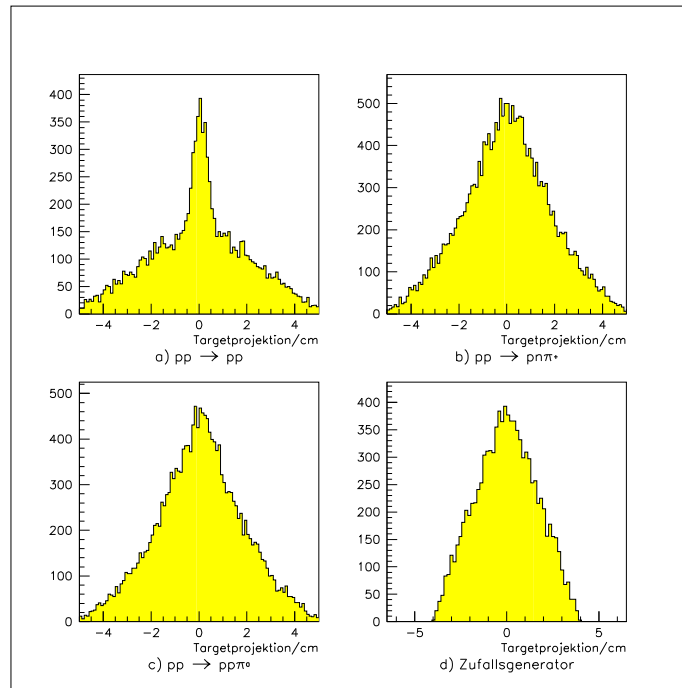 400
350
300
250
200
150
100
50
0
−4 −2 0 2 4
Targetprojektion/cm
a) pp → pp
500
400
300
200
100
0
−4 −2 0 2 4
Targetprojektion/cm
b) pp → pnπ+
500
400
300
200
100
0
−4 −2 0 2 4
Targetprojektion/cm
c) pp → ppπ0
400
350
300
250
200
150
100
50
0
−5 0 5
Targetprojektion/cm
d) Zufallsgenerator